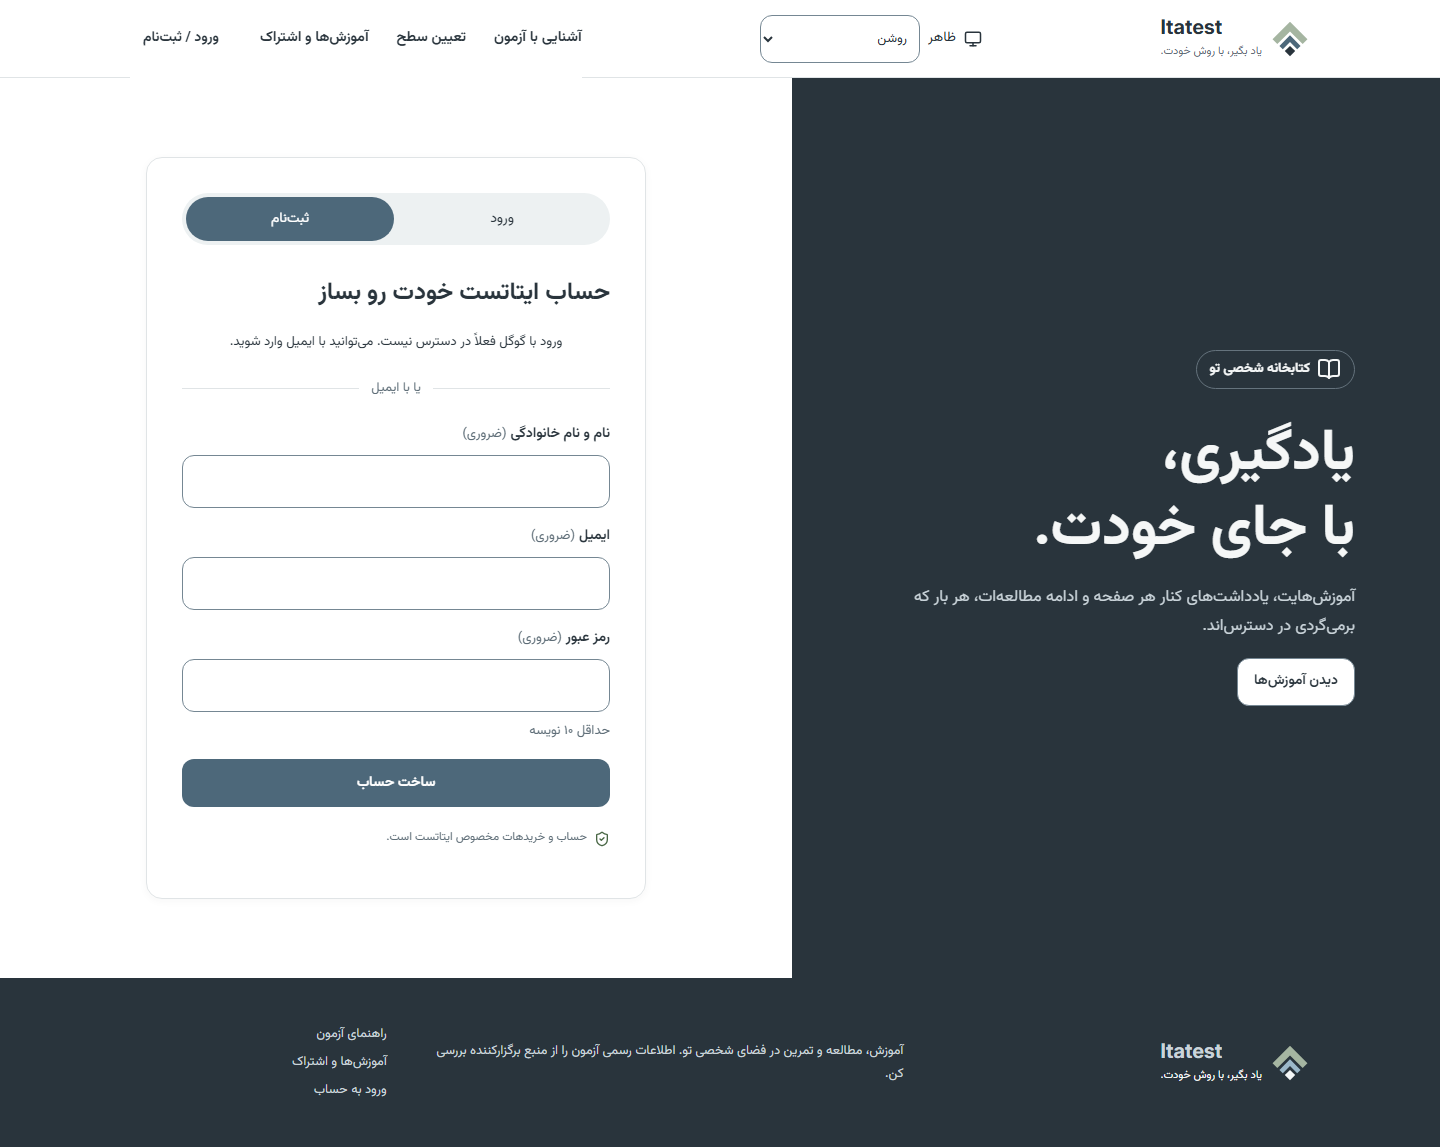 Itatest
یاد بگیر، با روش خودت.
ظاهر
روشن
آشنایی با آزمون
تعیین سطح
آموزش‌ها و اشتراک
ورود / ثبت‌نام
کتابخانه شخصی تو
یادگیری،
با جای خودت.
آموزش‌هایت، یادداشت‌های کنار هر صفحه و ادامه مطالعه‌ات، هر بار که
برمی‌گردی در دسترس‌اند.
دیدن آموزش‌ها
ورود
ثبت‌نام
حساب ایتاتست خودت رو بساز
ورود با گوگل فعلاً در دسترس نیست. می‌توانید با ایمیل وارد شوید.
یا با ایمیل
نام و نام خانوادگی (ضروری)
ایمیل (ضروری)
رمز عبور (ضروری)
حداقل ۱۰ نویسه
ساخت حساب
حساب و خریدهات مخصوص ایتاتست است.
Itatest
یاد بگیر، با روش خودت.
آموزش، مطالعه و تمرین در فضای شخصی تو. اطلاعات رسمی آزمون را از منبع برگزارکننده بررسی
کن.
راهنمای آزمون
آموزش‌ها و اشتراک
ورود به حساب